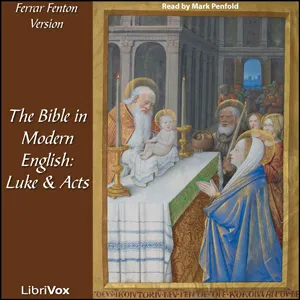 Ferrar Fenton
Version
Read by Mark Penfold
The Bible in
Modern
English:
Luke & Acts
LibriVox